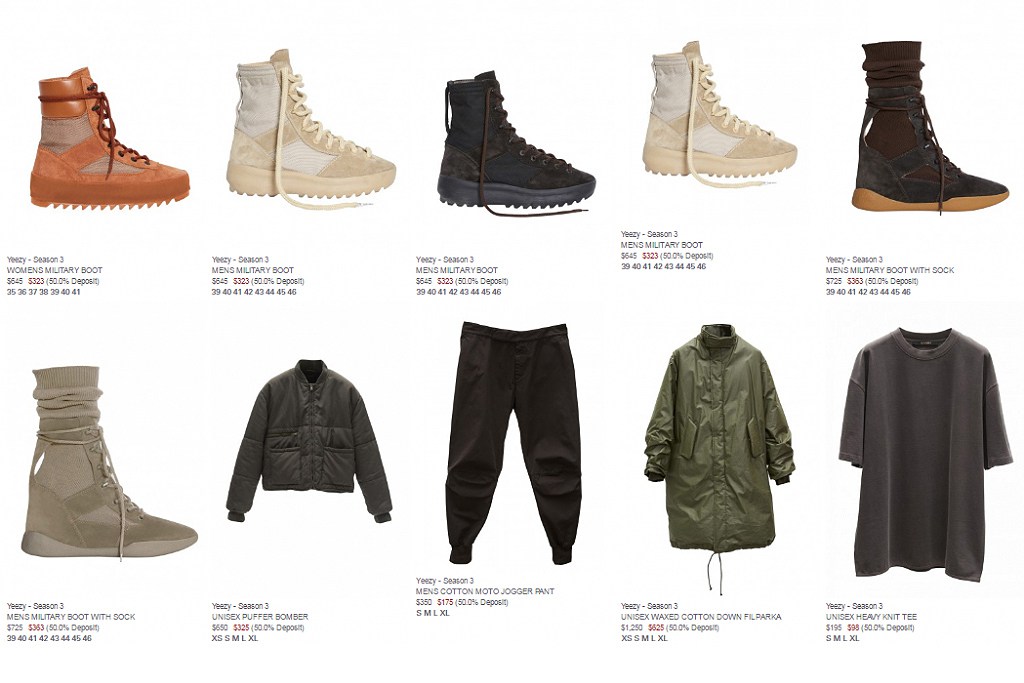 Yeezy - Season 3
WOMENS MILITARY BOOT
$645 $323 (50.0% Deposit)
35 36 37 38 39 40 41
Yeezy - Season 3
MENS MILITARY BOOT
$645 $323 (50.0% Deposit)
39 40 41 42 43 44 45 46
Yeezy - Season 3
MENS MILITARY BOOT
$645 $323 (50.0% Deposit)
39 40 41 42 43 44 45 46
Yeezy - Season 3
MENS MILITARY BOOT
$645 $323 (50.0% Deposit)
39 40 41 42 43 44 45 46
Yeezy - Season 3
MENS MILITARY BOOT WITH SOCK
$725 $363 (50.0% Deposit)
39 40 41 42 43 44 45 46
Yeezy - Season 3
MENS MILITARY BOOT WITH SOCK
$725 $363 (50.0% Deposit)
39 40 41 42 43 44 45 46
Yeezy - Season 3
UNISEX PUFFER BOMBER
$650 $325 (50.0% Deposit)
XS S M L XL
Yeezy - Season 3
MENS COTTON MOTO JOGGER PANT
$350 $175 (50.0% Deposit)
S M L XL
Yeezy - Season 3
UNISEX WAXED COTTON DOWN FILPARKA
$1,250 $625 (50.0% Deposit)
XS S M L XL
Yeezy - Season 3
UNISEX HEAVY KNIT TEE
$195 $98 (50.0% Deposit)
S M L XL